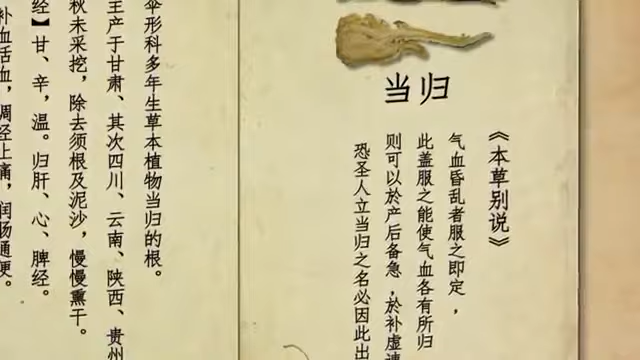 当归
《本草别说》
气血昏乱者服之即定，
此盖服之能使气血各有所归
则可以於产后备急，於补虚速
恐圣人立当归之名必因此出
伞形科多年生草本植物当归的根。
主产于甘肃、其次四川、云南、陕西、贵州
秋末采挖，除去须根及泥沙，慢慢熏干。
经】甘、辛，温。归肝、心、脾经。
补血活血，调经止痛，润肠通便。